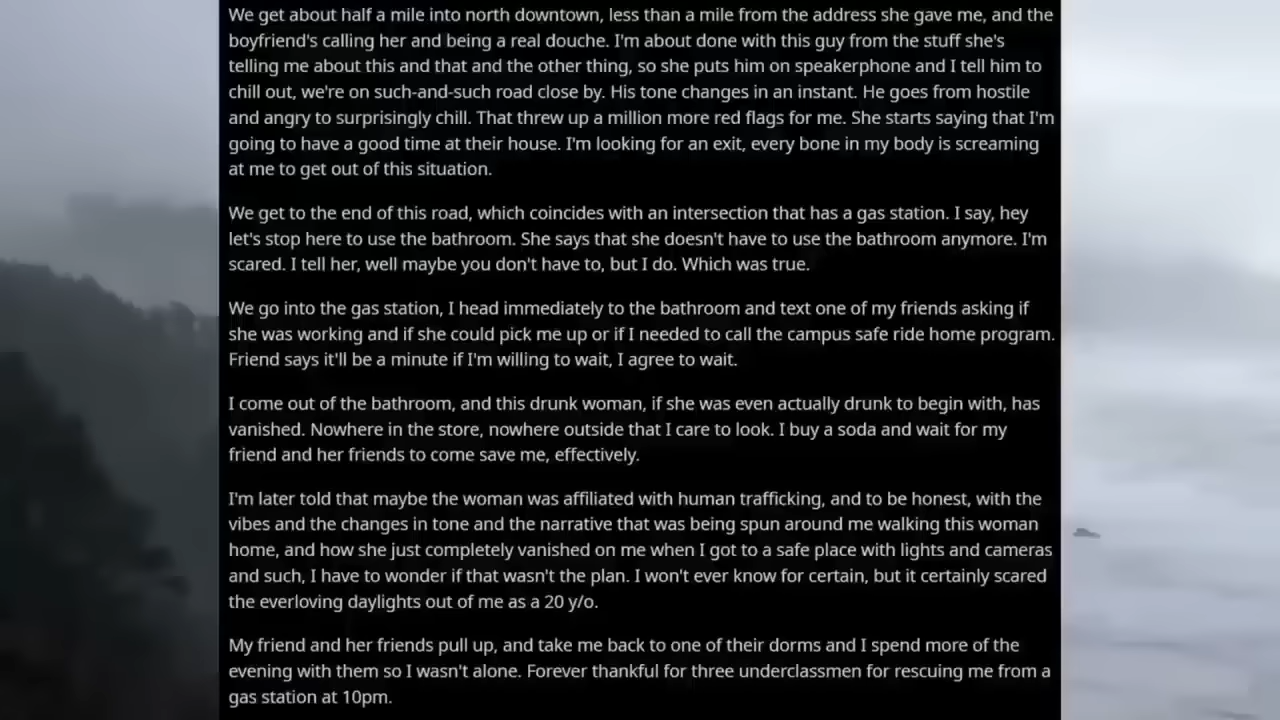 We get about half a mile into north downtown, less than a mile from the address she gave me, and the
boyfriend's calling her and being a real douche. I'm about done with this guy from the stuff she's
telling me about this and that and the other thing, so she puts him on speakerphone and I tell him to
chill out, we're on such-and-such road close by. His tone changes in an instant. He goes from hostile
and angry to surprisingly chill. That threw up a million more red flags for me. She starts saying that I'm
going to have a good time at their house. I'm looking for an exit, every bone in my body is screaming
at me to get out of this situation.
We get to the end of this road, which coincides with an intersection that has a gas station. I say, hey
let's stop here to use the bathroom. She says that she doesn't have to use the bathroom anymore. I'm
scared. I tell her, well maybe you don't have to, but I do. Which was true.
We go into the gas station, I head immediately to the bathroom and text one of my friends asking if
she was working and if she could pick me up or if I needed to call the campus safe ride home program.
Friend says it'll be a minute if I'm willing to wait, I agree to wait.
I come out of the bathroom, and this drunk woman, if she was even actually drunk to begin with, has
vanished. Nowhere in the store, nowhere outside that I care to look. I buy a soda and wait for my
friend and her friends to come save me, effectively.
I'm later told that maybe the woman was affiliated with human trafficking, and to be honest, with the
vibes and the changes in tone and the narrative that was being spun around me walking this woman
home, and how she just completely vanished on me when I got to a safe place with lights and cameras
and such, I have to wonder if that wasn't the plan. I won't ever know for certain, but it certainly scared
the everloving daylights out of me as a 20 y/o.
My friend and her friends pull up, and take me back to one of their dorms and I spend more of the
evening with them so I wasn't alone. Forever thankful for three underclassmen for rescuing me from a
gas station at 10pm.